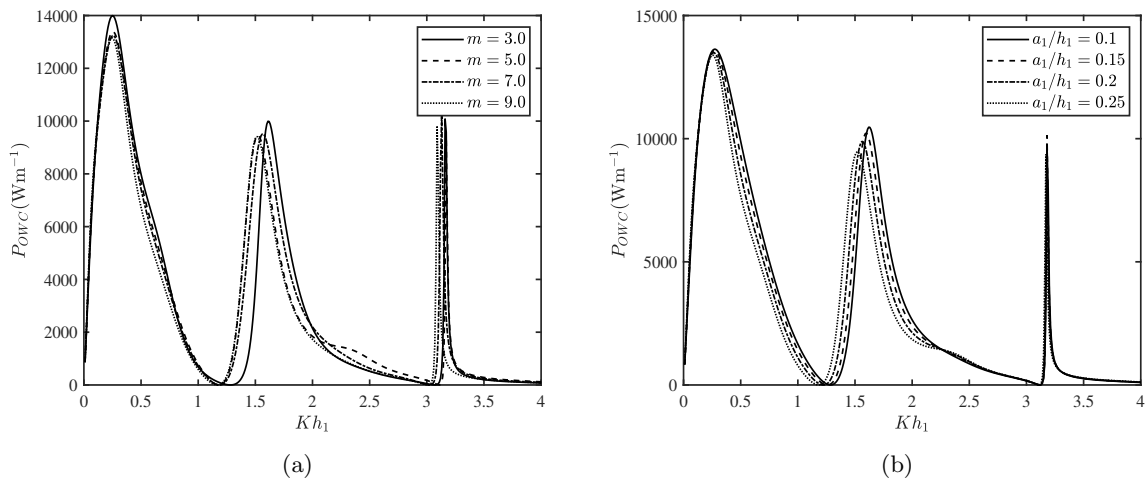 14000
12000
10000
8000
6000
4000
2000
0
P_{OWC}(Wm^{-1})
0 0.5 1 1.5 2 2.5 3 3.5 4
Kh_1
m = 3.0
m = 5.0
m = 7.0
m = 9.0
(a)
15000
10000
5000
0
P_{OWC}(Wm^{-1})
0 0.5 1 1.5 2 2.5 3 3.5 4
Kh_1
a_1/h_1 = 0.1
a_1/h_1 = 0.15
a_1/h_1 = 0.2
a_1/h_1 = 0.25
(b)